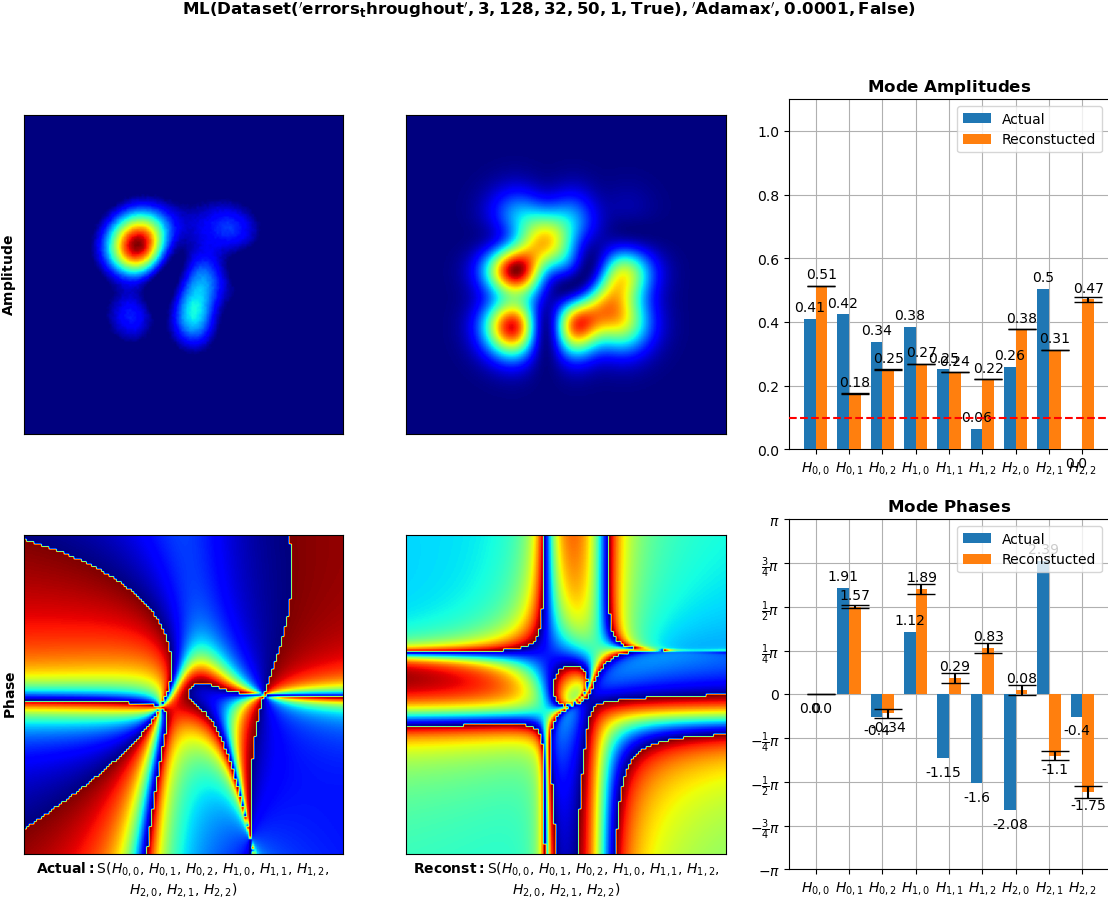 ML(Dataset('errors_throughout', 3, 128, 32, 50, 1, True), 'Adamax', 0.0001, False)
Amplitude
Mode Amplitudes
Actual
Reconstucted
1.0
0.8
0.6
0.4
0.2
0.0
0.41
0.51
0.42
0.18
0.34
0.25
0.38
0.27
0.25
0.24
0.06
0.22
0.26
0.38
0.5
0.31
0.0
0.47
H0,0 H0,1 H0,2 H1,0 H1,1 H1,2 H2,0 H2,1 H2,2
Phase
Actual: S(H0,0, H0,1, H0,2, H1,0, H1,1, H1,2,
H2,0, H2,1, H2,2)
Reconst: S(H0,0, H0,1, H0,2, H1,0, H1,1, H1,2,
H2,0, H2,1, H2,2)
Mode Phases
Actual
Reconstucted
π
3/4π
1/2π
1/4π
0
−1/4π
−1/2π
−3/4π
−π
0.0
0.0
1.91
1.57
-0.4
-0.34
1.12
1.89
-1.15
0.29
-1.6
0.83
-2.08
0.08
2.39
-1.1
-0.4
-1.75
H0,0 H0,1 H0,2 H1,0 H1,1 H1,2 H2,0 H2,1 H2,2